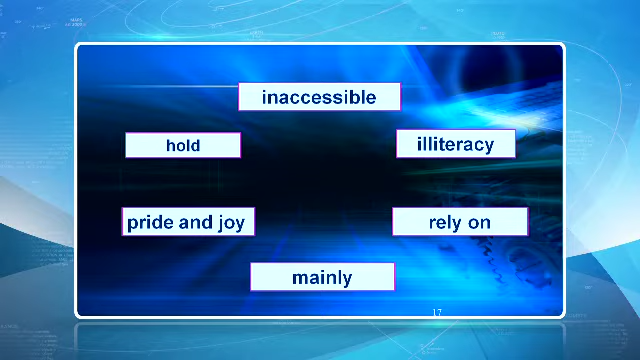 inaccessible
hold
illiteracy
pride and joy
rely on
mainly
17